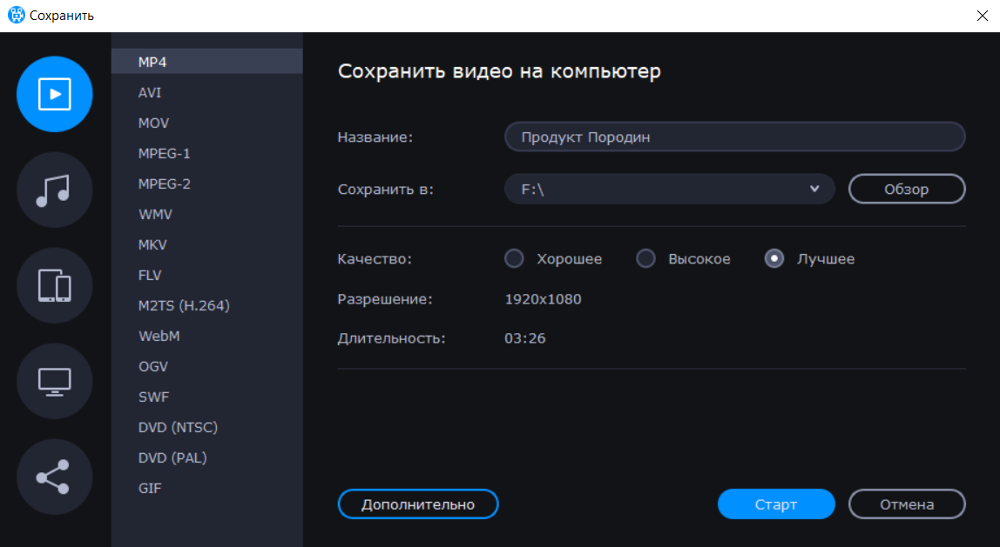 Сохранить
MP4
AVI
MOV
MPEG-1
MPEG-2
WMV
MKV
FLV
M2TS (H.264)
WebM
OGV
SWF
DVD (NTSC)
DVD (PAL)
GIF
Сохранить видео на компьютер
Название: Продукт Породин
Сохранить в: F:\ Обзор
Качество: Хорошее Высокое Лучшее
Разрешение: 1920x1080
Длительность: 03:26
Дополнительно Старт Отмена